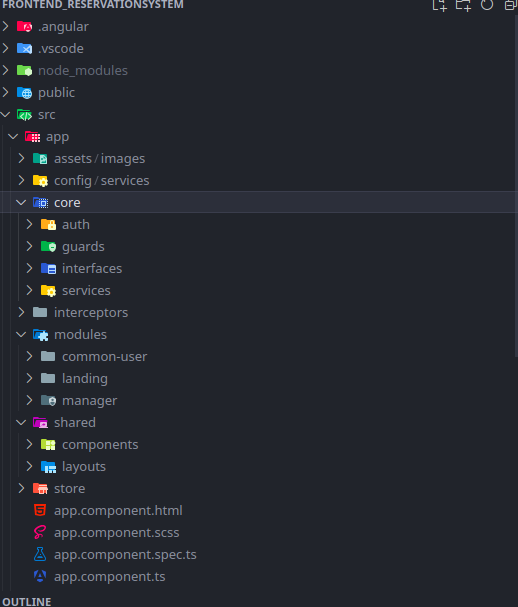 FRONTEND_RESERVATIONSYSTEM
.angular
.vscode
node_modules
public
src
app
assets / images
config / services
core
auth
guards
interfaces
services
interceptors
modules
common-user
landing
manager
shared
components
layouts
store
app.component.html
app.component.scss
app.component.spec.ts
app.component.ts
OUTLINE